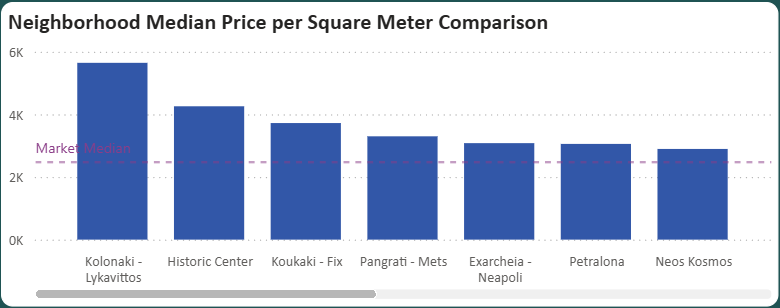 Neighborhood Median Price per Square Meter Comparison
6K
4K
Market Median
2K
0K
Kolonaki -
Lykavittos
Historic Center
Koukaki - Fix
Pangrati - Mets
Exarcheia -
Neapoli
Petralona
Neos Kosmos